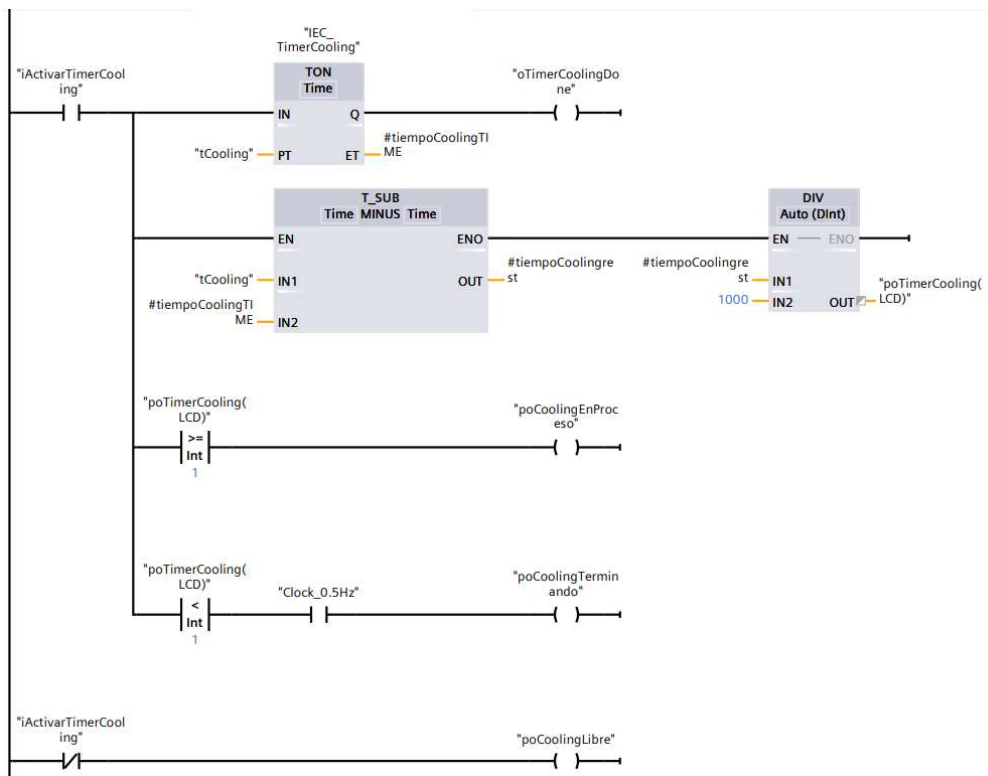 "IEC_
TimerCooling"
TON
Time
"iActivarTimerCool
ing"
"oTimerCoolingDo
ne"
IN
Q
#tiempoCoolingTI
ME
"tCooling"
PT
ET
T_SUB
Time MINUS Time
DIV
Auto (DInt)
EN
ENO
EN
ENO
#tiempoCoolingre
st
#tiempoCoolingre
st
"tCooling"
IN1
OUT
IN1
"poTimerCooling(
LCD)"
#tiempoCoolingTI
ME
IN2
1000
IN2
OUT
"poTimerCooling(
LCD)"
>=
Int
1
"poCoolingEnProc
eso"
"poTimerCooling(
LCD)"
<
Int
1
"Clock_0.5Hz"
"poCoolingTermin
ando"
"iActivarTimerCool
ing"
"poCoolingLibre"